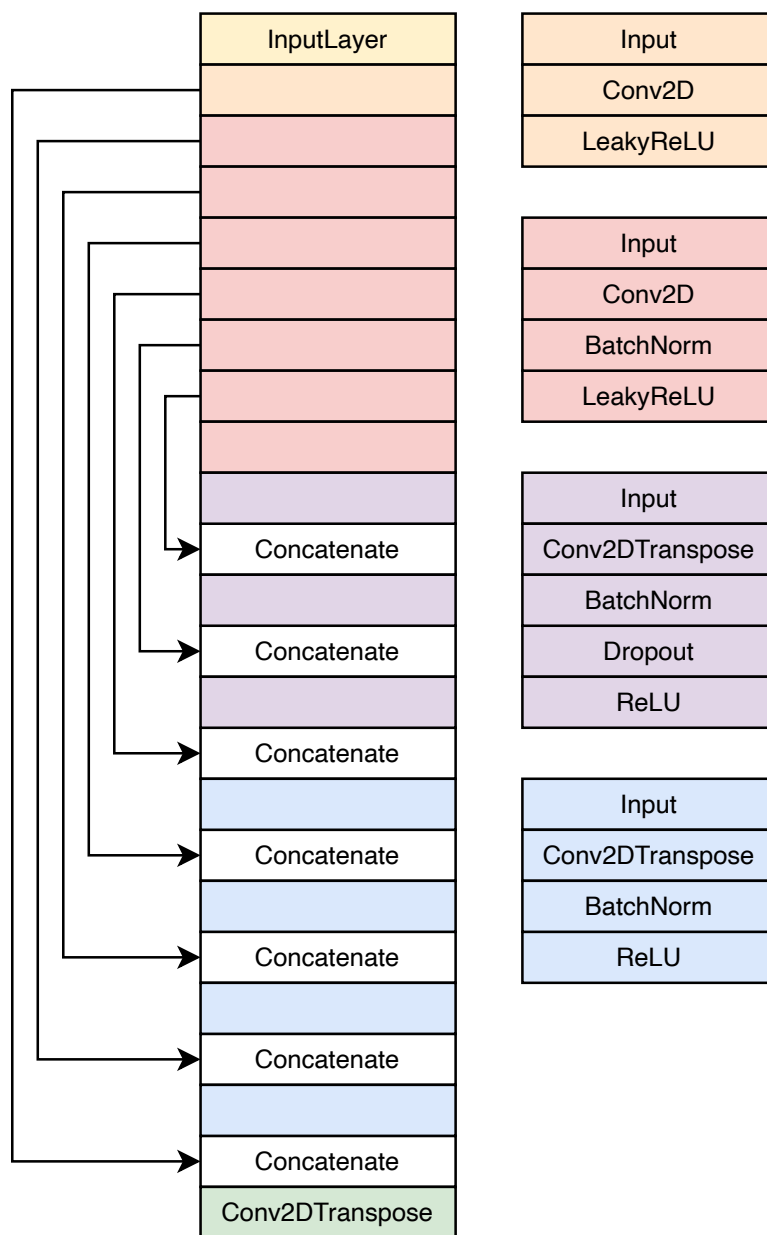 InputLayer
Concatenate
Concatenate
Concatenate
Concatenate
Concatenate
Concatenate
Concatenate
Conv2DTranspose
Input
Conv2D
LeakyReLU
Input
Conv2D
BatchNorm
LeakyReLU
Input
Conv2DTranspose
BatchNorm
Dropout
ReLU
Input
Conv2DTranspose
BatchNorm
ReLU